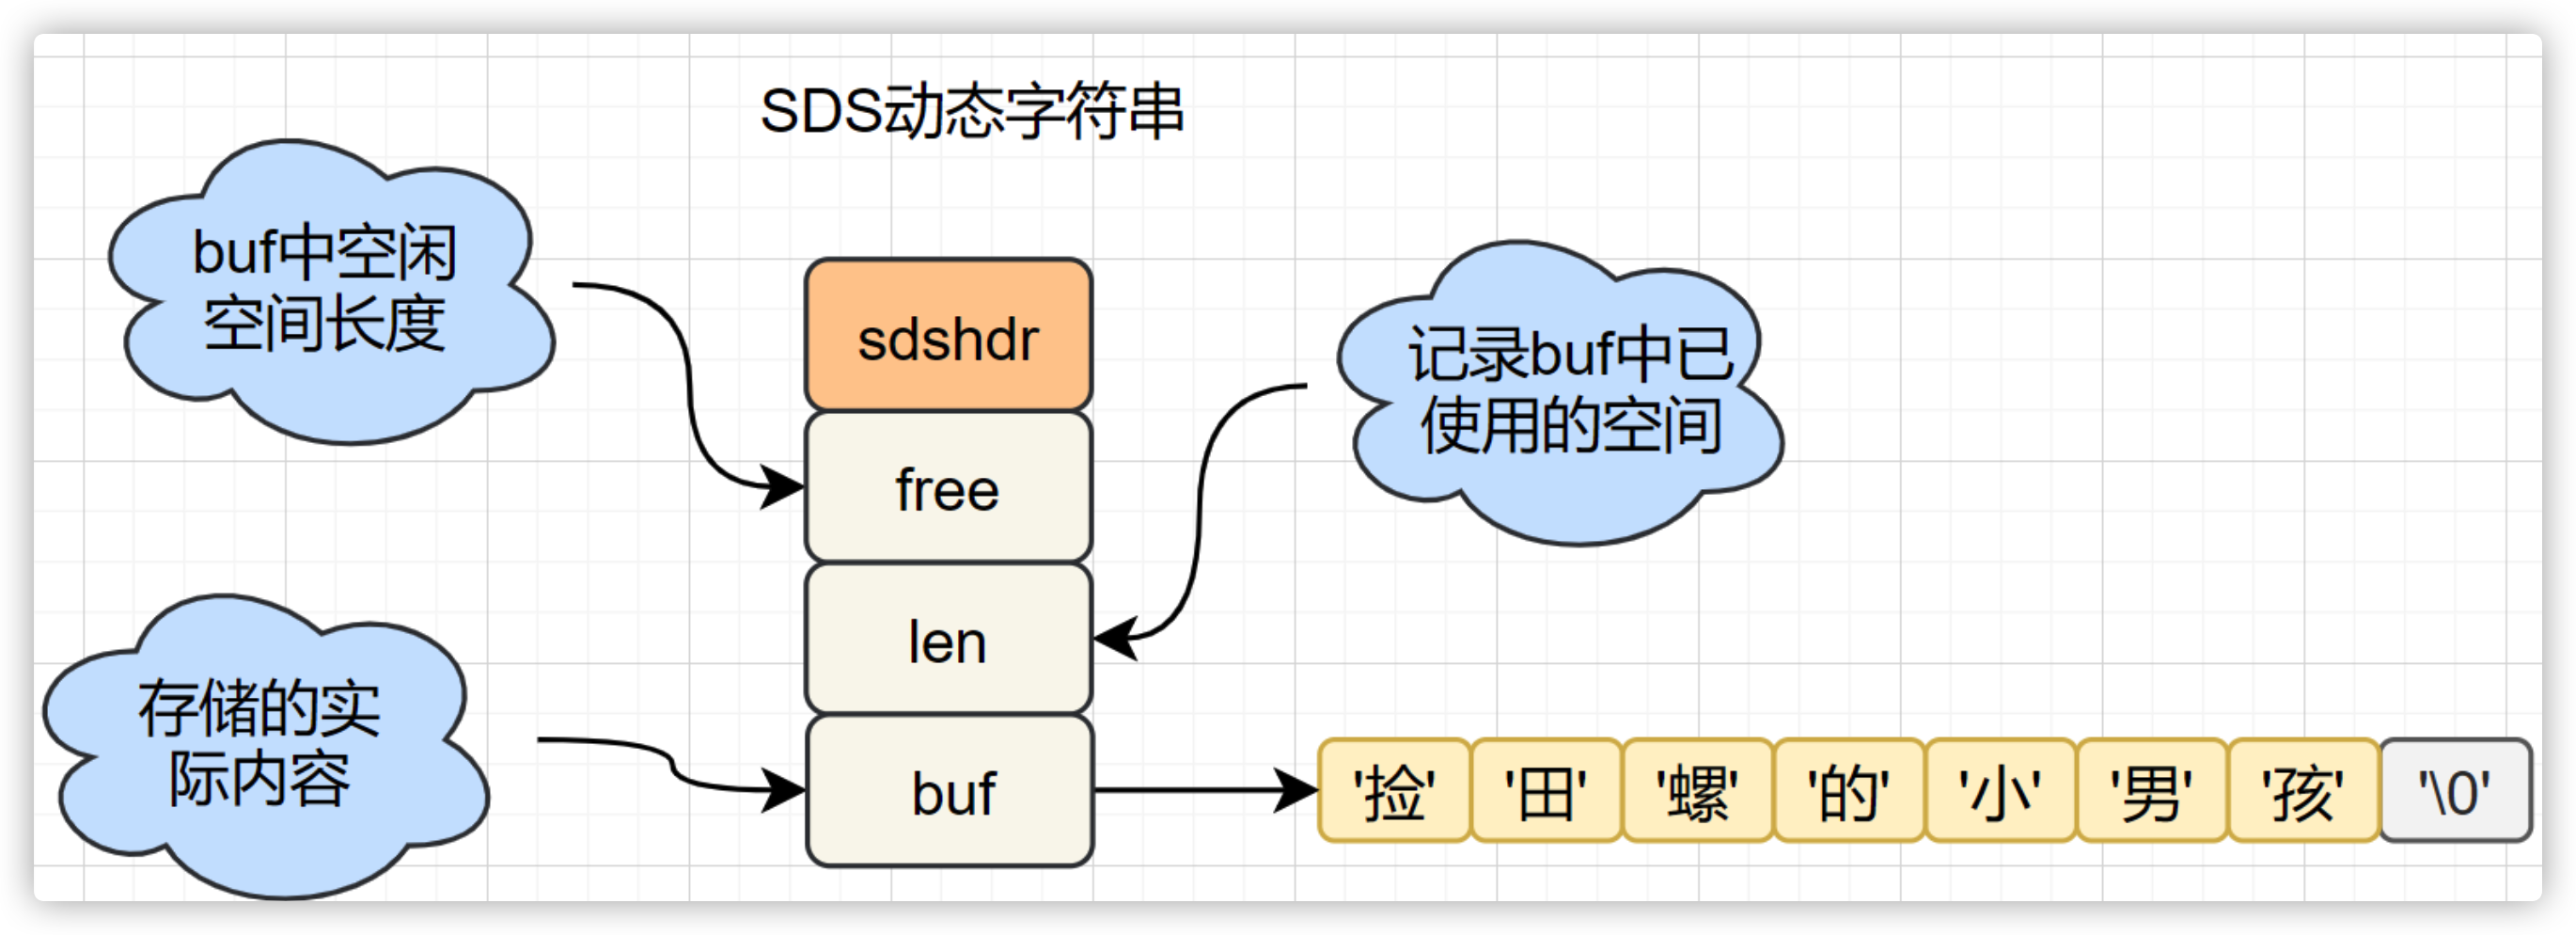 SDS动态字符串
buf中空闲
空间长度
sdshdr
记录buf中已
使用的空间
free
len
存储的实
际内容
buf
'捡' '田' '螺' '的' '小' '男' '孩' '\0'